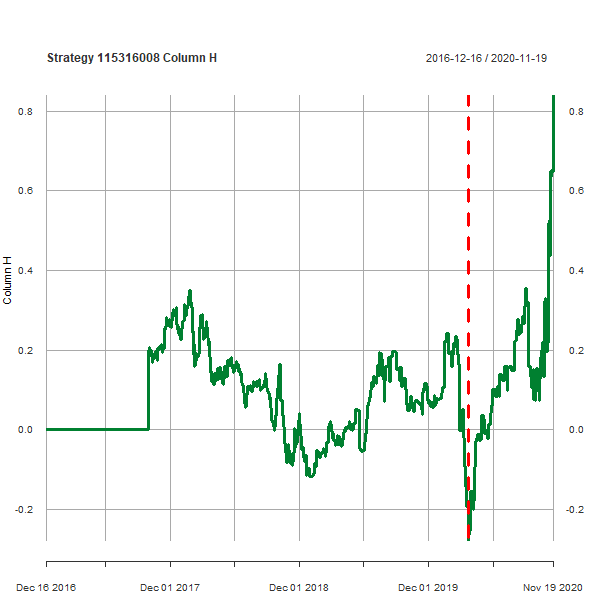 Strategy 115316008 Column H
2016-12-16 / 2020-11-19
0.8
0.8
0.6
0.6
0.4
0.4
Column H
0.2
0.2
0.0
0.0
-0.2
-0.2
Dec 16 2016
Dec 01 2017
Dec 01 2018
Dec 01 2019
Nov 19 2020